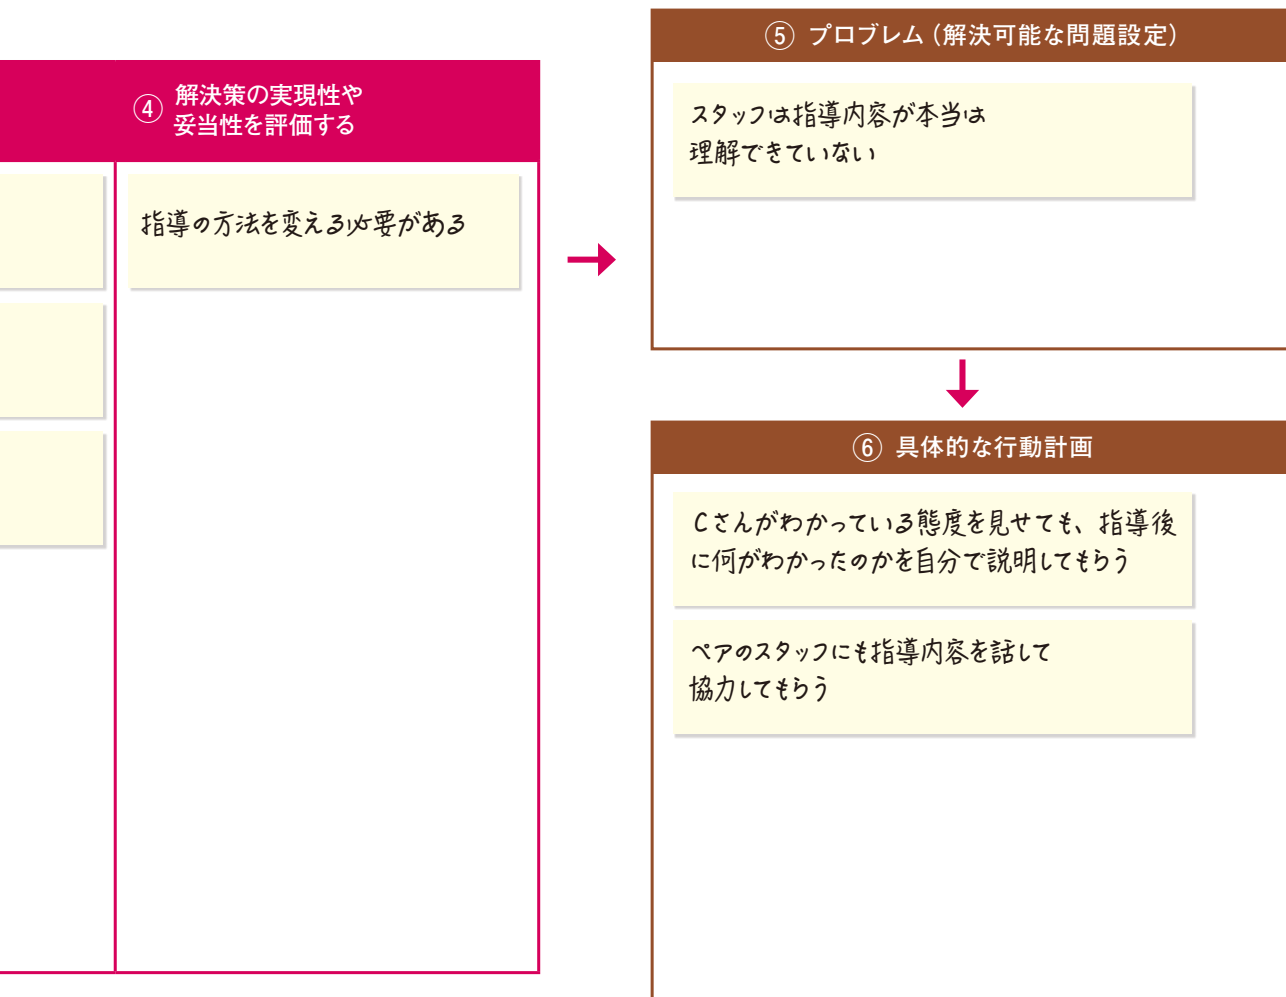 ④ 解決策の実現性や
妥当性を評価する
指導の方法を変える必要がある
⑤ プロブレム（解決可能な問題設定）
スタッフは指導内容が本当は
理解できていない
⑥ 具体的な行動計画
Cさんがわかっている態度を見せても、指導後
に何がわかったのかを自分で説明してもらう
ペアのスタッフにも指導内容を話して
協力してもらう